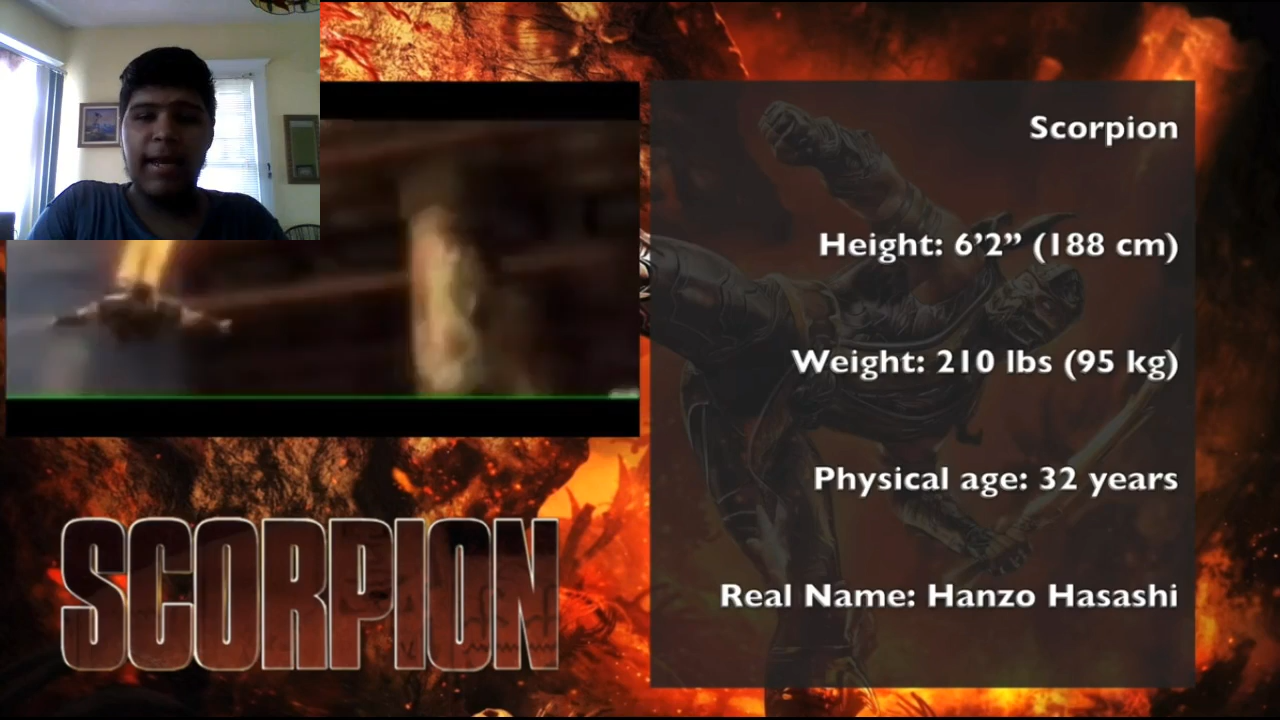 Scorpion
Height: 6’2” (188 cm)
Weight: 210 lbs (95 kg)
Physical age: 32 years
Real Name: Hanzo Hasashi
SCORPION